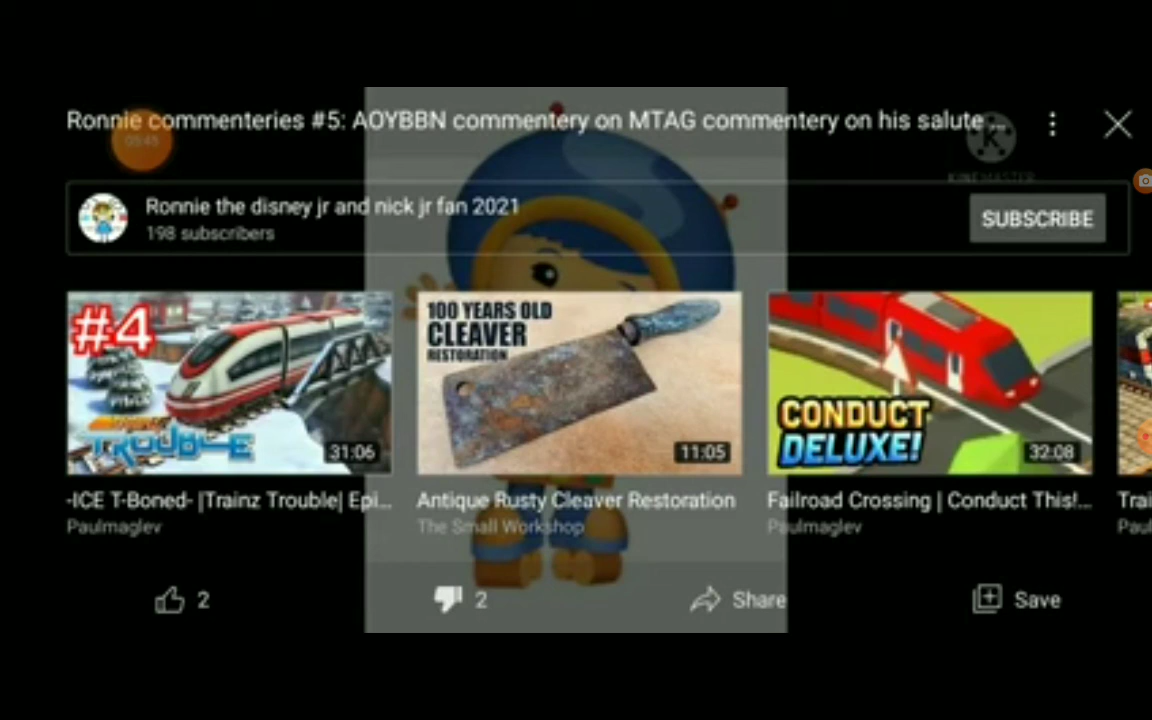 Ronnie commenteries #5: AOYBBN commentery on MTAG commentery on his salute ...
KINEMASTER
Ronnie the disney jr and nick jr fan 2021
198 subscribers
SUBSCRIBE
#4
TROUBLE
31:06
100 YEARS OLD
CLEAVER
RESTORATION
11:05
CONDUCT
DELUXE!
32:08
-ICE T-Boned- |Trainz Trouble| Epi...
Paulmaglev
Antique Rusty Cleaver Restoration
The Small Workshop
Failroad Crossing | Conduct This!...
Paulmaglev
Trai
Paul
2
2
Share
Save